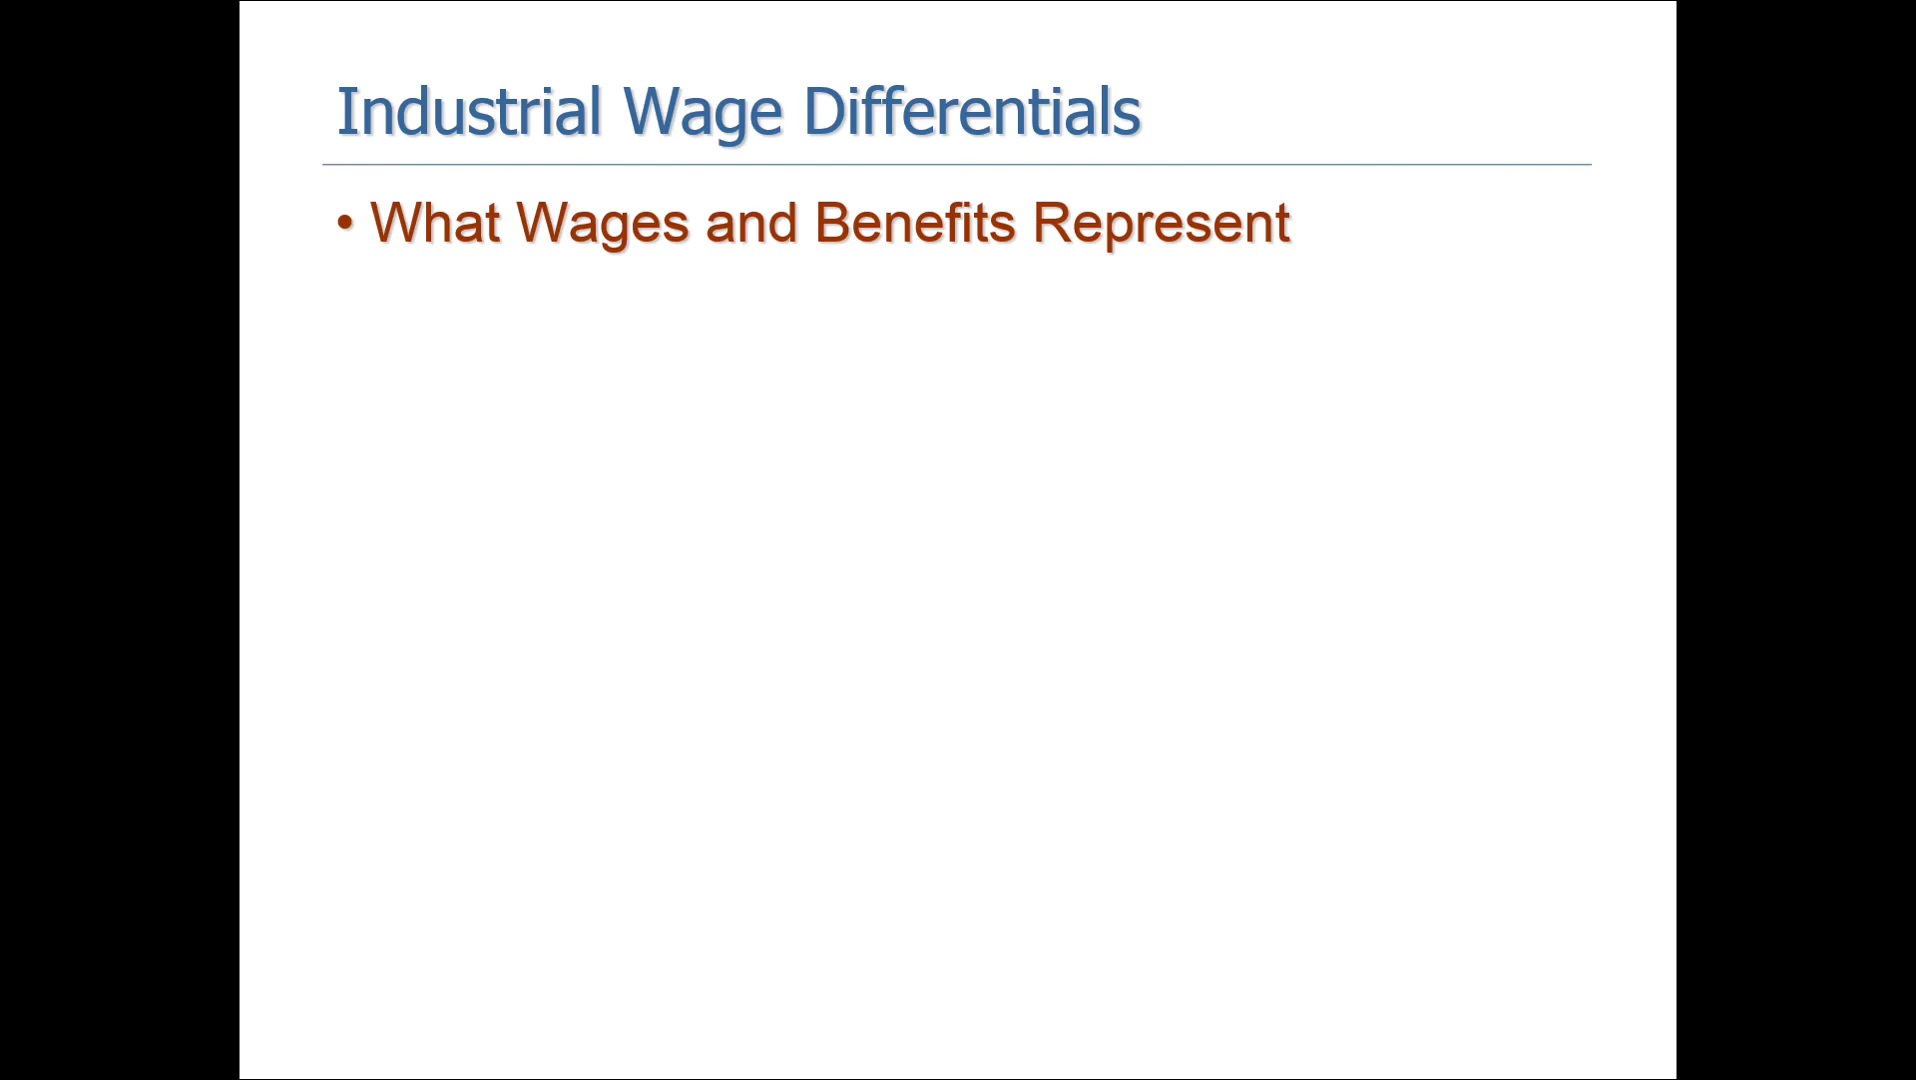 Industrial Wage Differentials
• What Wages and Benefits Represent